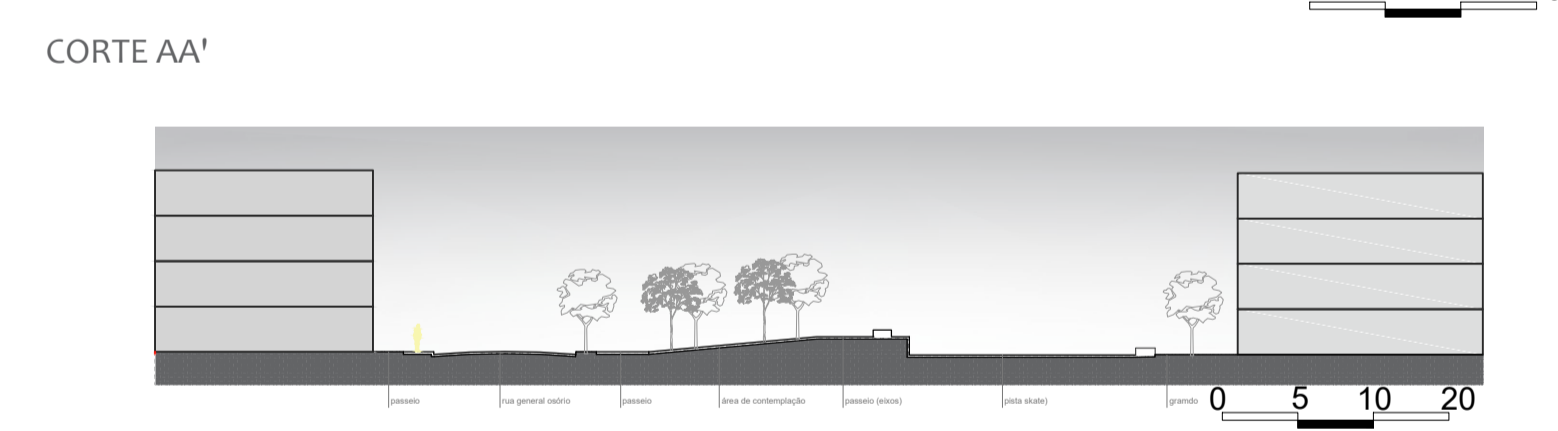 CORTE AA'
passeio
rua general osório
passeio
área de contemplação
passeio (eixos)
pista skate)
gramdo
0 5 10 20